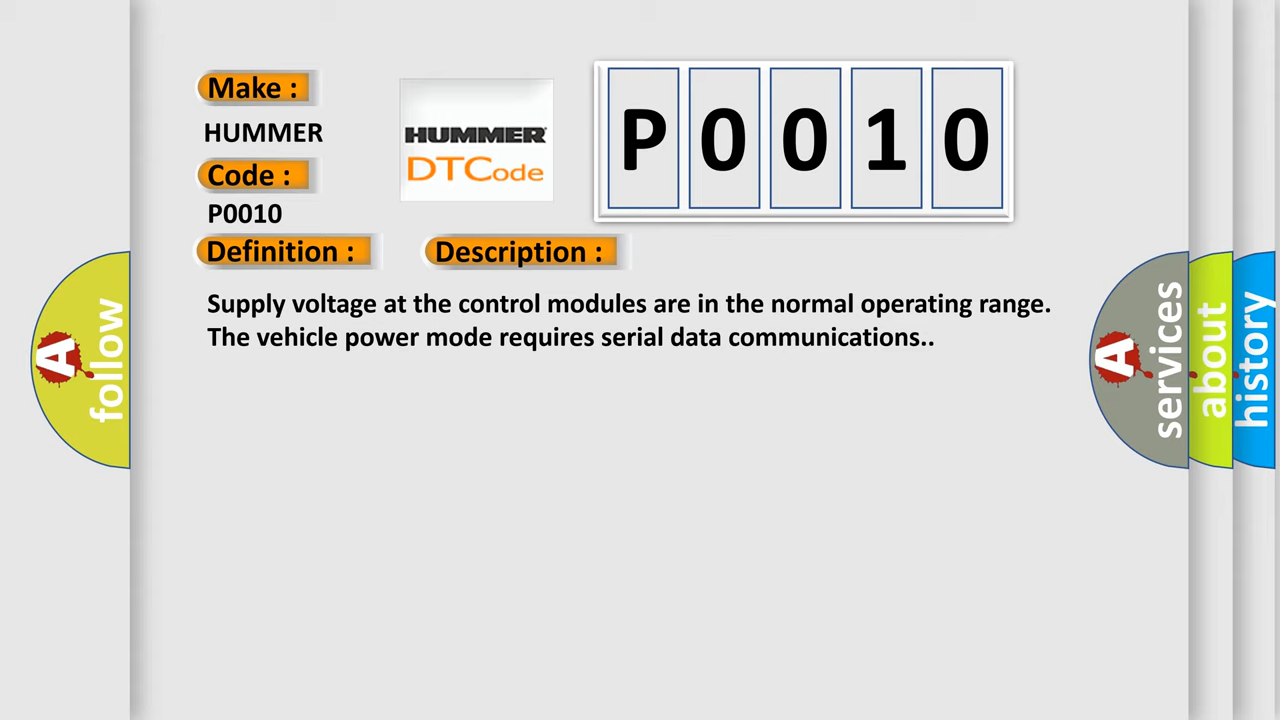 Make :
HUMMER
Code :
P0010
Definition :
Description :
HUMMER
DTCode
P0010
Supply voltage at the control modules are in the normal operating range.
The vehicle power mode requires serial data communications..
A
follow
A
services
about
history